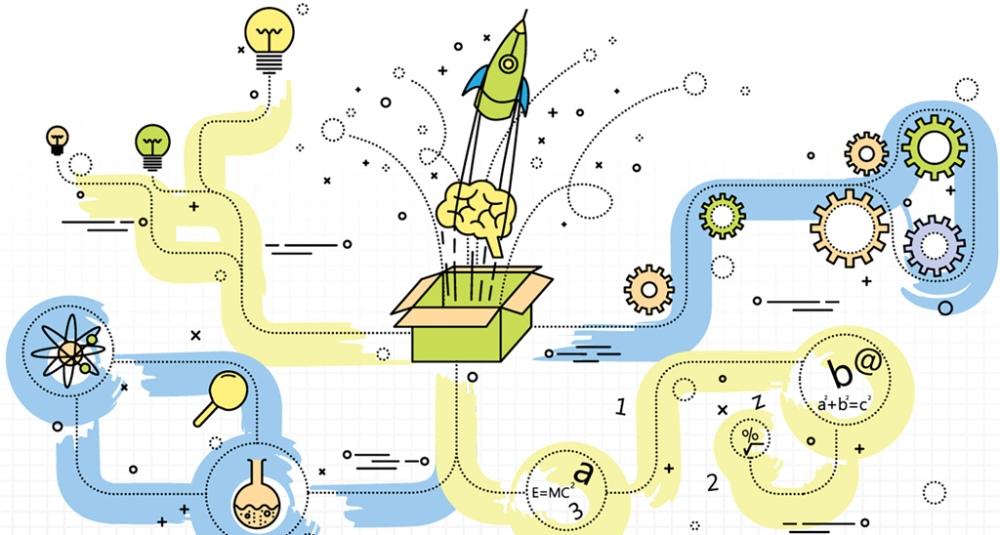 b@
a²+b²=c²
1
z
%
√
a
E=MC²
3
2